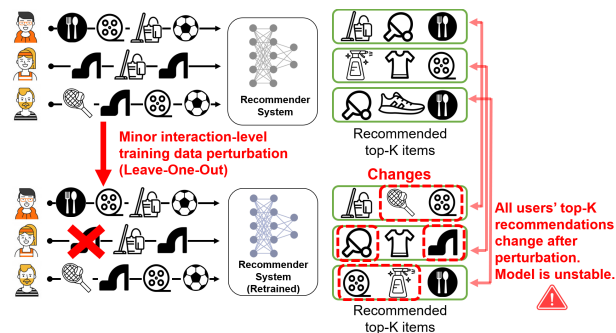 Recommender
System
Recommended
top-K items
Minor interaction-level
training data perturbation
(Leave-One-Out)
Changes
Recommender
System
(Retrained)
Recommended
top-K items
All users' top-K
recommendations
change after
perturbation.
Model is unstable.